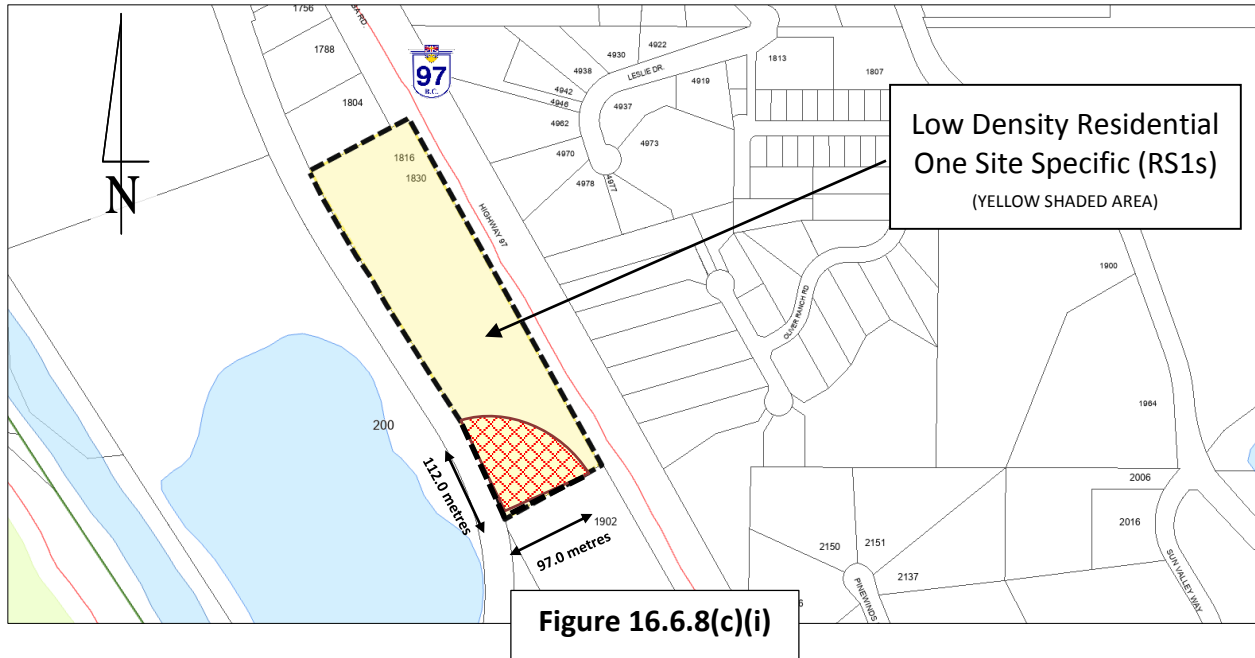 1756
BA RD
1788
1804
97
B.C.
4922
4930
4938
LESLIE DR.
4942
4946
4919
4937
4962
4973
4970
4978
4977
1813
1807
N
1816
1830
HIGHWAY 97
Low Density Residential
One Site Specific (RS1s)
(YELLOW SHADED AREA)
1900
OLIVER RANCH RD
1964
200
112.0 metres
97.0 metres
1902
2006
2016
2150
2151
2137
PINEWINDS
6
SUN VALLEY WAY
Figure 16.6.8(c)(i)